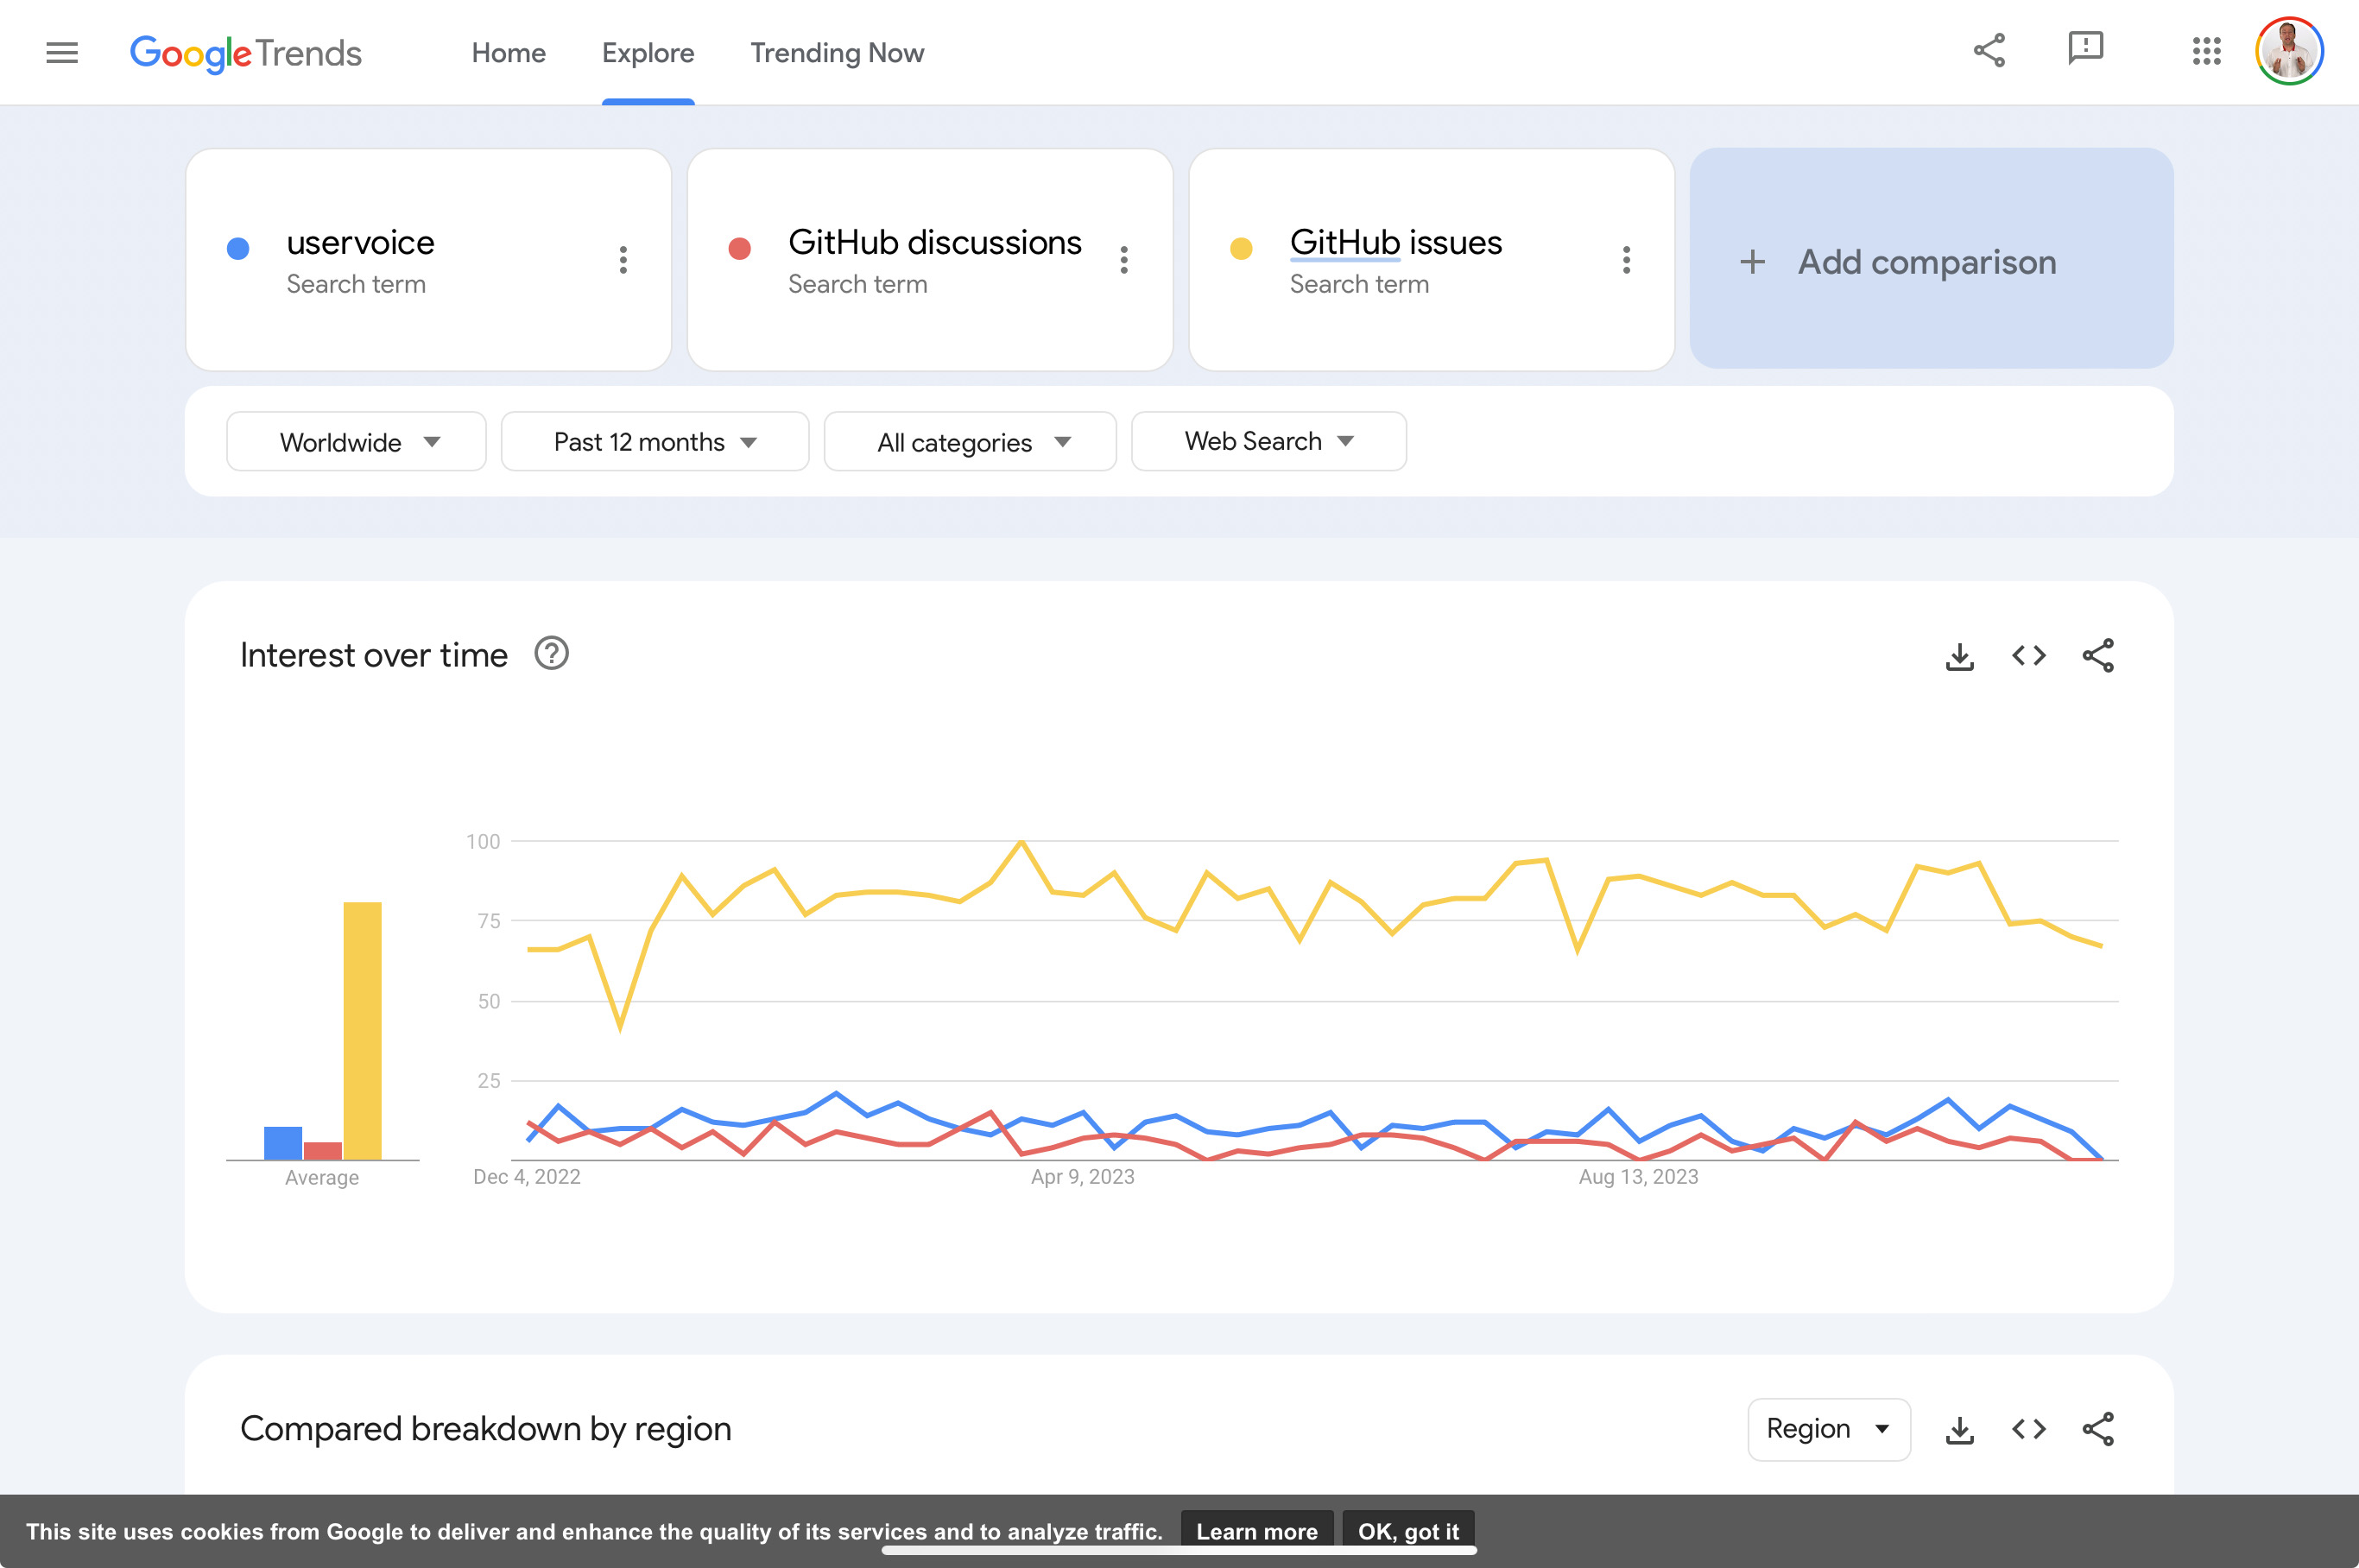 Google Trends
Home
Explore
Trending Now
uservoice
Search term
GitHub discussions
Search term
GitHub issues
Search term
+ Add comparison
Worldwide
Past 12 months
All categories
Web Search
Interest over time
?
100
75
50
25
Average
Dec 4, 2022
Apr 9, 2023
Aug 13, 2023
Compared breakdown by region
Region
This site uses cookies from Google to deliver and enhance the quality of its services and to analyze traffic.
Learn more
OK, got it